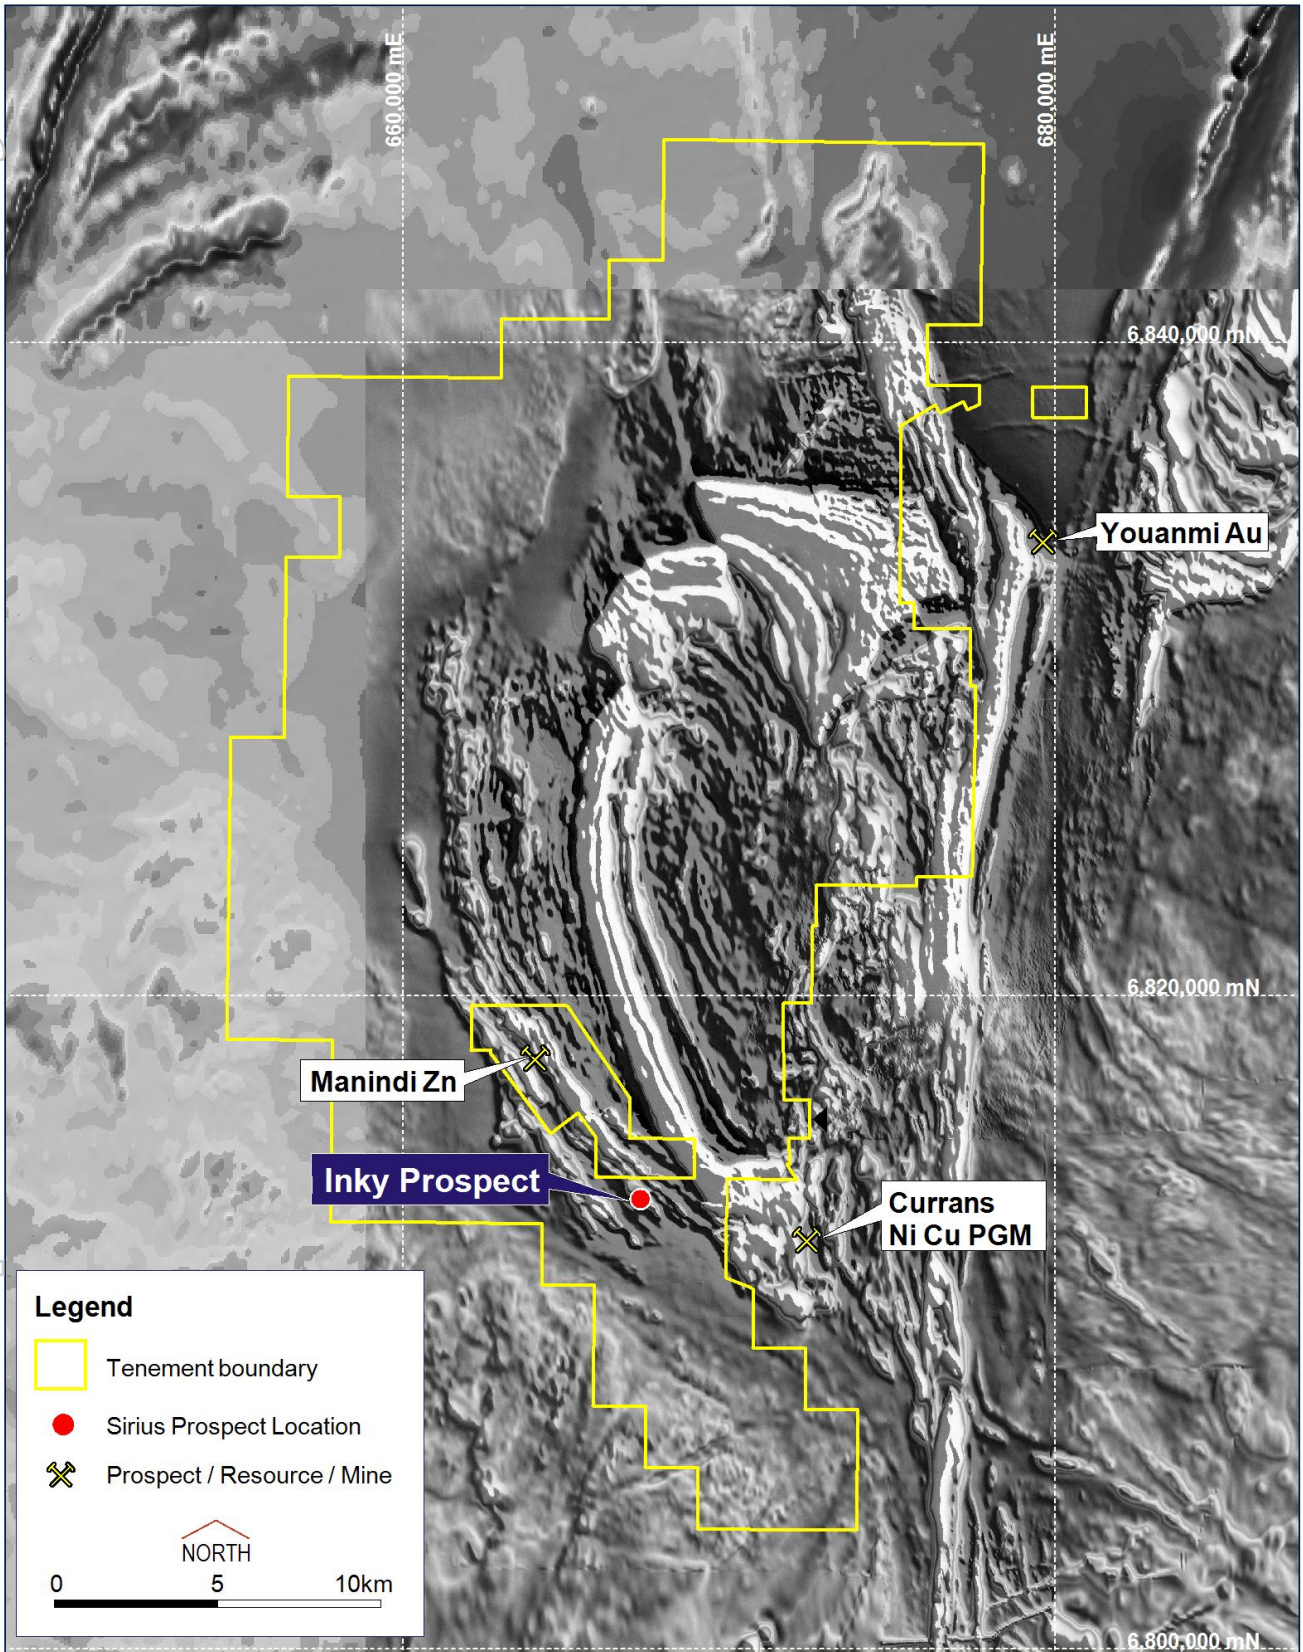 660,000 mE
680,000 mE
6,840,000 mN
Youanmi Au
6,820,000 mN
Manindi Zn
Inky Prospect
Currans
Ni Cu PGM
Legend
Tenement boundary
Sirius Prospect Location
Prospect / Resource / Mine
NORTH
0 5 10km
6,800,000 mN